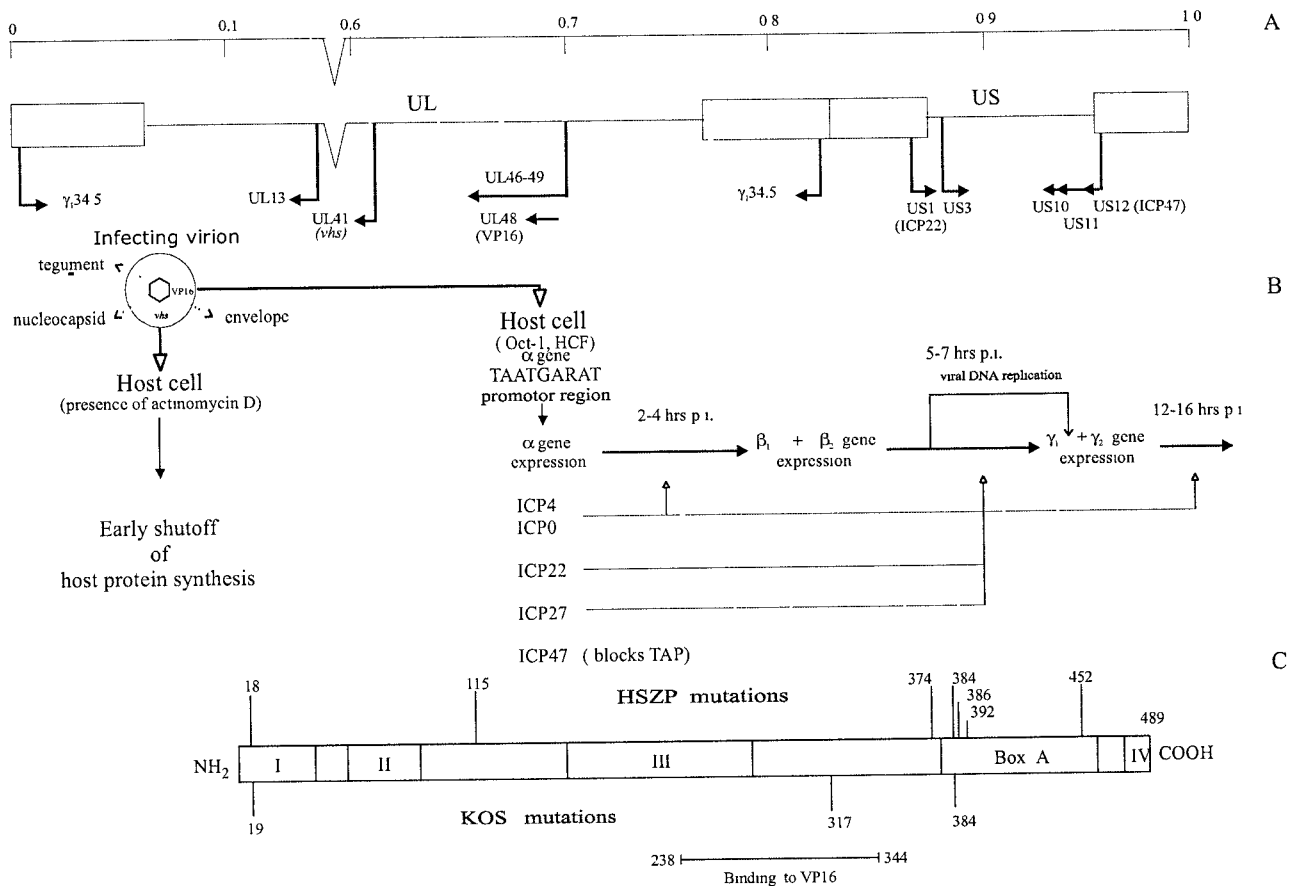 0 0.1 0.6 0.7 0 8 0 9 1 0
A
UL US
γ₁34 5
UL13
UL41
(vhs)
UL46-49
UL48
(VP16)
γ₁34.5
US1
(ICP22)
US3
US10
US11
US12 (ICP47)
Infecting virion
tegument
VP16
vhs
nucleocapsid
envelope
B
Host cell
(presence of actinomycin D)
Early shutoff
of
host protein synthesis
Host cell
( Oct-1, HCF)
α gene
TAATGARAT
promotor region
α gene
expression
2-4 hrs p ı.
β₁ + β₂ gene
expression
5-7 hrs p.ı.
viral DNA replication
γ₁ + γ₂ gene
expression
12-16 hrs p ı
ICP4
ICP0
ICP22
ICP27
ICP47 ( blocks TAP)
C
HSZP mutations
18 115 374 384 386 392 452 489
NH₂ I II III Box A IV COOH
19 317 384
KOS mutations
238 344
Binding to VP16